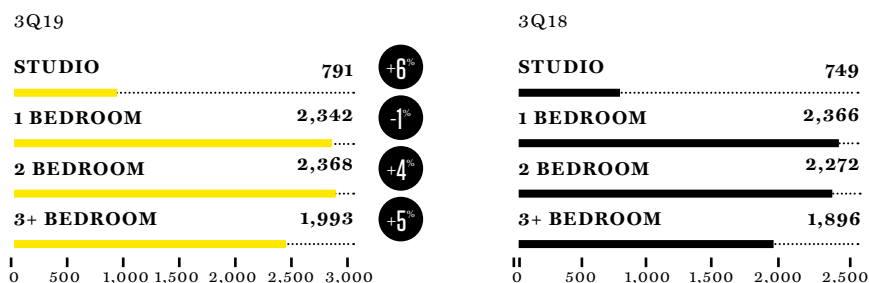 3Q19
STUDIO 791 +6%
1 BEDROOM 2,342 -1%
2 BEDROOM 2,368 +4%
3+ BEDROOM 1,993 +5%
0 500 1,000 1,500 2,000 2,500 3,000
3Q18
STUDIO 749
1 BEDROOM 2,366
2 BEDROOM 2,272
3+ BEDROOM 1,896
0 500 1,000 1,500 2,000 2,500